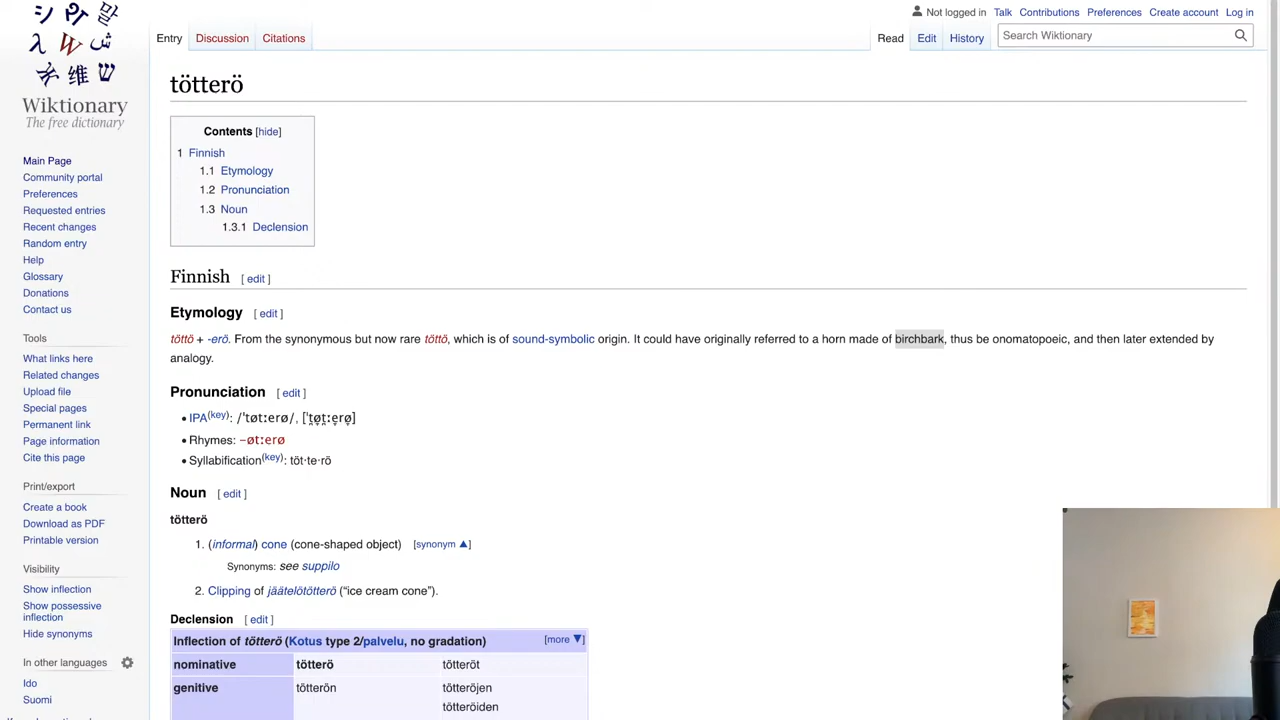 Not logged in Talk Contributions Preferences Create account Log in
Entry Discussion Citations Read Edit History Search Wiktionary
Wiktionary
The free dictionary
Main Page
Community portal
Preferences
Requested entries
Recent changes
Random entry
Help
Glossary
Donations
Contact us
Tools
What links here
Related changes
Upload file
Special pages
Permanent link
Page information
Cite this page
Print/export
Create a book
Download as PDF
Printable version
Visibility
Show inflection
Show possessive
inflection
Hide synonyms
In other languages
Ido
Suomi
tötterö
Contents [hide]
1 Finnish
1.1 Etymology
1.2 Pronunciation
1.3 Noun
1.3.1 Declension
Finnish [ edit ]
Etymology [ edit ]
töttö + -erö. From the synonymous but now rare töttö, which is of sound-symbolic origin. It could have originally referred to a horn made of birchbark, thus be onomatopoeic, and then later extended by
analogy.
Pronunciation [ edit ]
• IPA(key): /ˈtøtːerø/, [ˈt̪øt̪ːe̞rø̞]
• Rhymes: -øtːerø
• Syllabification(key): töt·te·rö
Noun [ edit ]
tötterö
1. (informal) cone (cone-shaped object) [synonym ▲]
Synonyms: see suppilo
2. Clipping of jäätelötötterö (“ice cream cone”).
Declension [ edit ]
Inflection of tötterö (Kotus type 2/palvelu, no gradation) [more ▼]
nominative tötterö tötteröt
genitive tötterön tötteröjen
tötteröiden